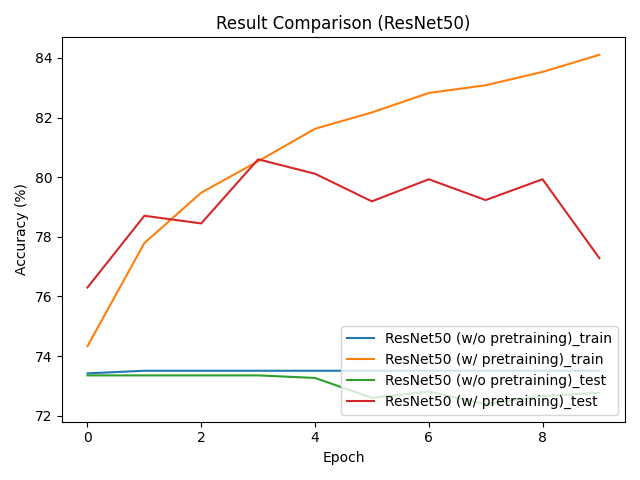 Result Comparison (ResNet50)
Accuracy (%)
84
82
80
78
76
74
72
ResNet50 (w/o pretraining)_train
ResNet50 (w/ pretraining)_train
ResNet50 (w/o pretraining)_test
ResNet50 (w/ pretraining)_test
0 2 4 6 8
Epoch